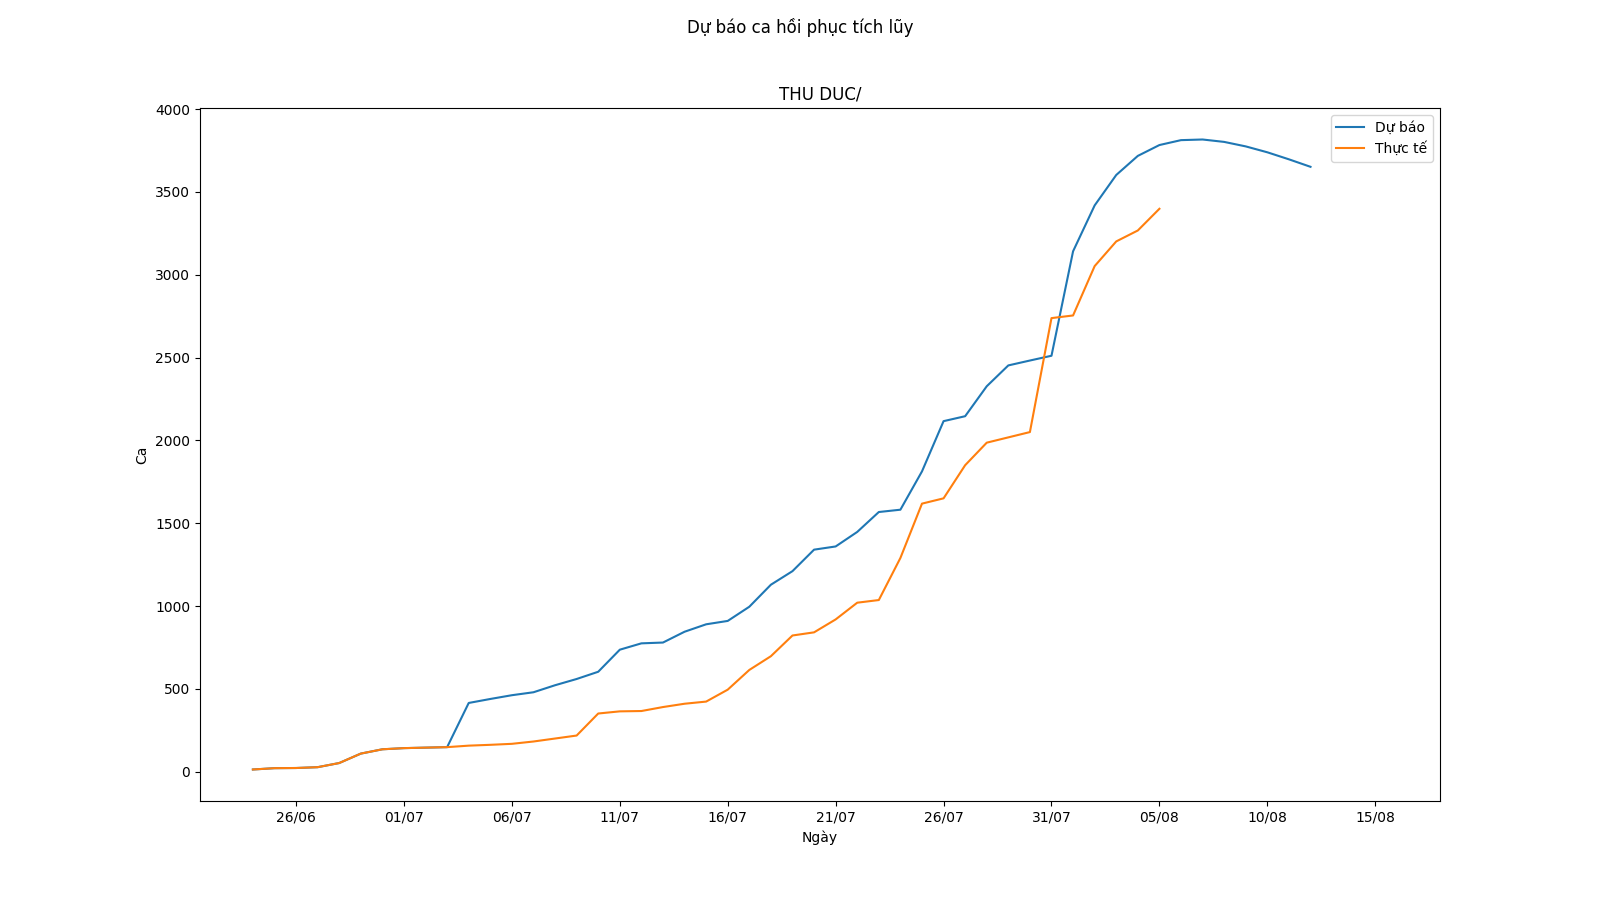 Dự báo ca hồi phục tích lũy
THU DUC/
Dự báo
Thực tế
4000
3500
3000
2500
2000
1500
1000
500
0
Ca
26/06 01/07 06/07 11/07 16/07 21/07 26/07 31/07 05/08 10/08 15/08
Ngày